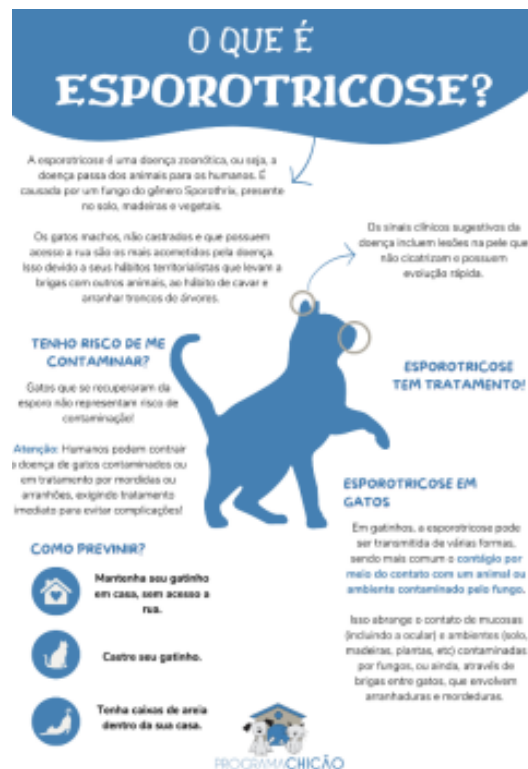 O QUE É
ESPOROTRICOSE?
A esporotricose é uma doença zoonótica, ou seja, a
doença passa dos animais para os humanos. É
causada por um fungo do gênero Sporothrix, presente
no solo, madeiras e vegetais.
Os gatos machos, não castrados e que possuem
acesso a rua são os mais acometidos pela doença.
Isso devido a seus hábitos territorialistas que levam a
brigas com outros animais, ao hábito de cavar e
arranhar troncos de árvores.
Os sinais clínicos sugestivos da
doença incluem lesões na pele que
não cicatrizam e possuem
evolução rápida.
TENHO RISCO DE ME
CONTAMINAR?
Gatos que se recuperaram da
esporo não representam risco de
contaminação!
Atenção: Humanos podem contrair
a doença de gatos contaminados ou
em tratamento por mordidas ou
arranhões, exigindo tratamento
imediato para evitar complicações!
ESPOROTRICOSE
TEM TRATAMENTO!
ESPOROTRICOSE EM
GATOS
Em gatinhos, a esporotricose pode
ser transmitida de várias formas,
sendo mais comum o contágio por
meio do contato com um animal ou
ambiente contaminado pelo fungo.
Isso abrange o contato de mucosas
(incluindo a ocular) e ambientes (solo,
madeiras, plantas, etc) contaminadas
por fungos, ou ainda, através de
brigas entre gatos, que envolvem
arranhaduras e mordeduras.
COMO PREVINIR?
Mantenha seu gatinho
em casa, sem acesso a
rua.
Castre seu gatinho.
Tenha caixas de areia
dentro da sua casa.
PROGRAMA CHICÃO